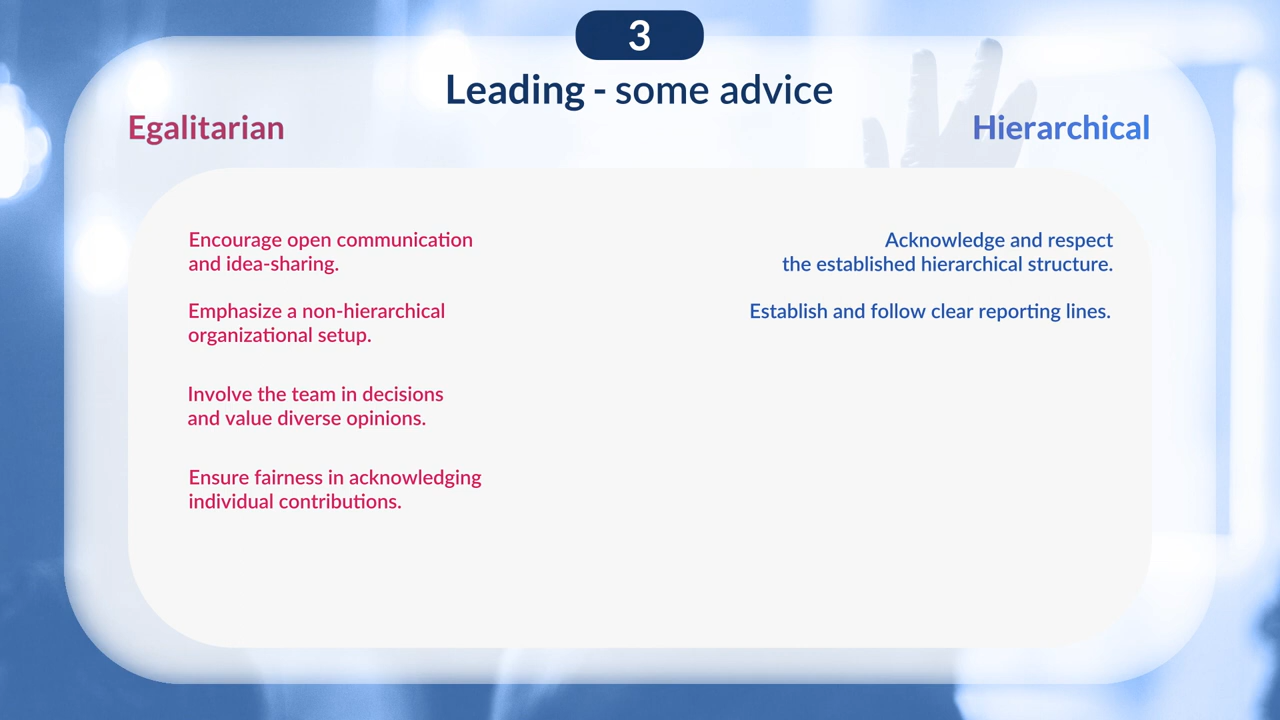 3
Leading - some advice
Egalitarian
Hierarchical
Encourage open communication
and idea-sharing.
Emphasize a non-hierarchical
organizational setup.
Involve the team in decisions
and value diverse opinions.
Ensure fairness in acknowledging
individual contributions.
Acknowledge and respect
the established hierarchical structure.
Establish and follow clear reporting lines.